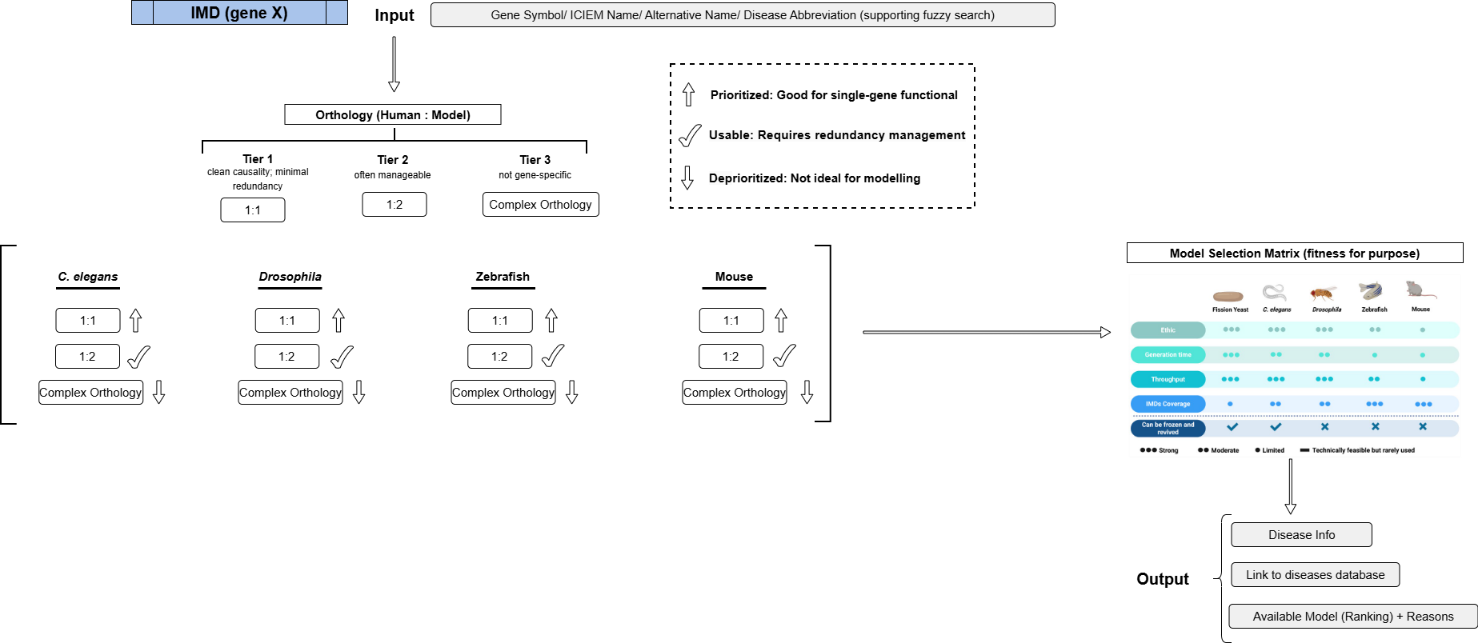 IMD (gene X)
Input
Gene Symbol/ ICIEM Name/ Alternative Name/ Disease Abbreviation (supporting fuzzy search)
Prioritized: Good for single-gene functional
Usable: Requires redundancy management
Deprioritized: Not ideal for modelling
Orthology (Human : Model)
Tier 1
clean causality; minimal
redundancy
1:1
Tier 2
often manageable
1:2
Tier 3
not gene-specific
Complex Orthology
C. elegans
1:1
1:2
Complex Orthology
Drosophila
1:1
1:2
Complex Orthology
Zebrafish
1:1
1:2
Complex Orthology
Mouse
1:1
1:2
Complex Orthology
Model Selection Matrix (fitness for purpose)
Fission Yeast C. elegans Drosophila Zebrafish Mouse
Ethic
Generation time
Throughput
IMDs Coverage
Can be frozen and
revived
Strong Moderate Limited Technically feasible but rarely used
Output
Disease Info
Link to diseases database
Available Model (Ranking) + Reasons